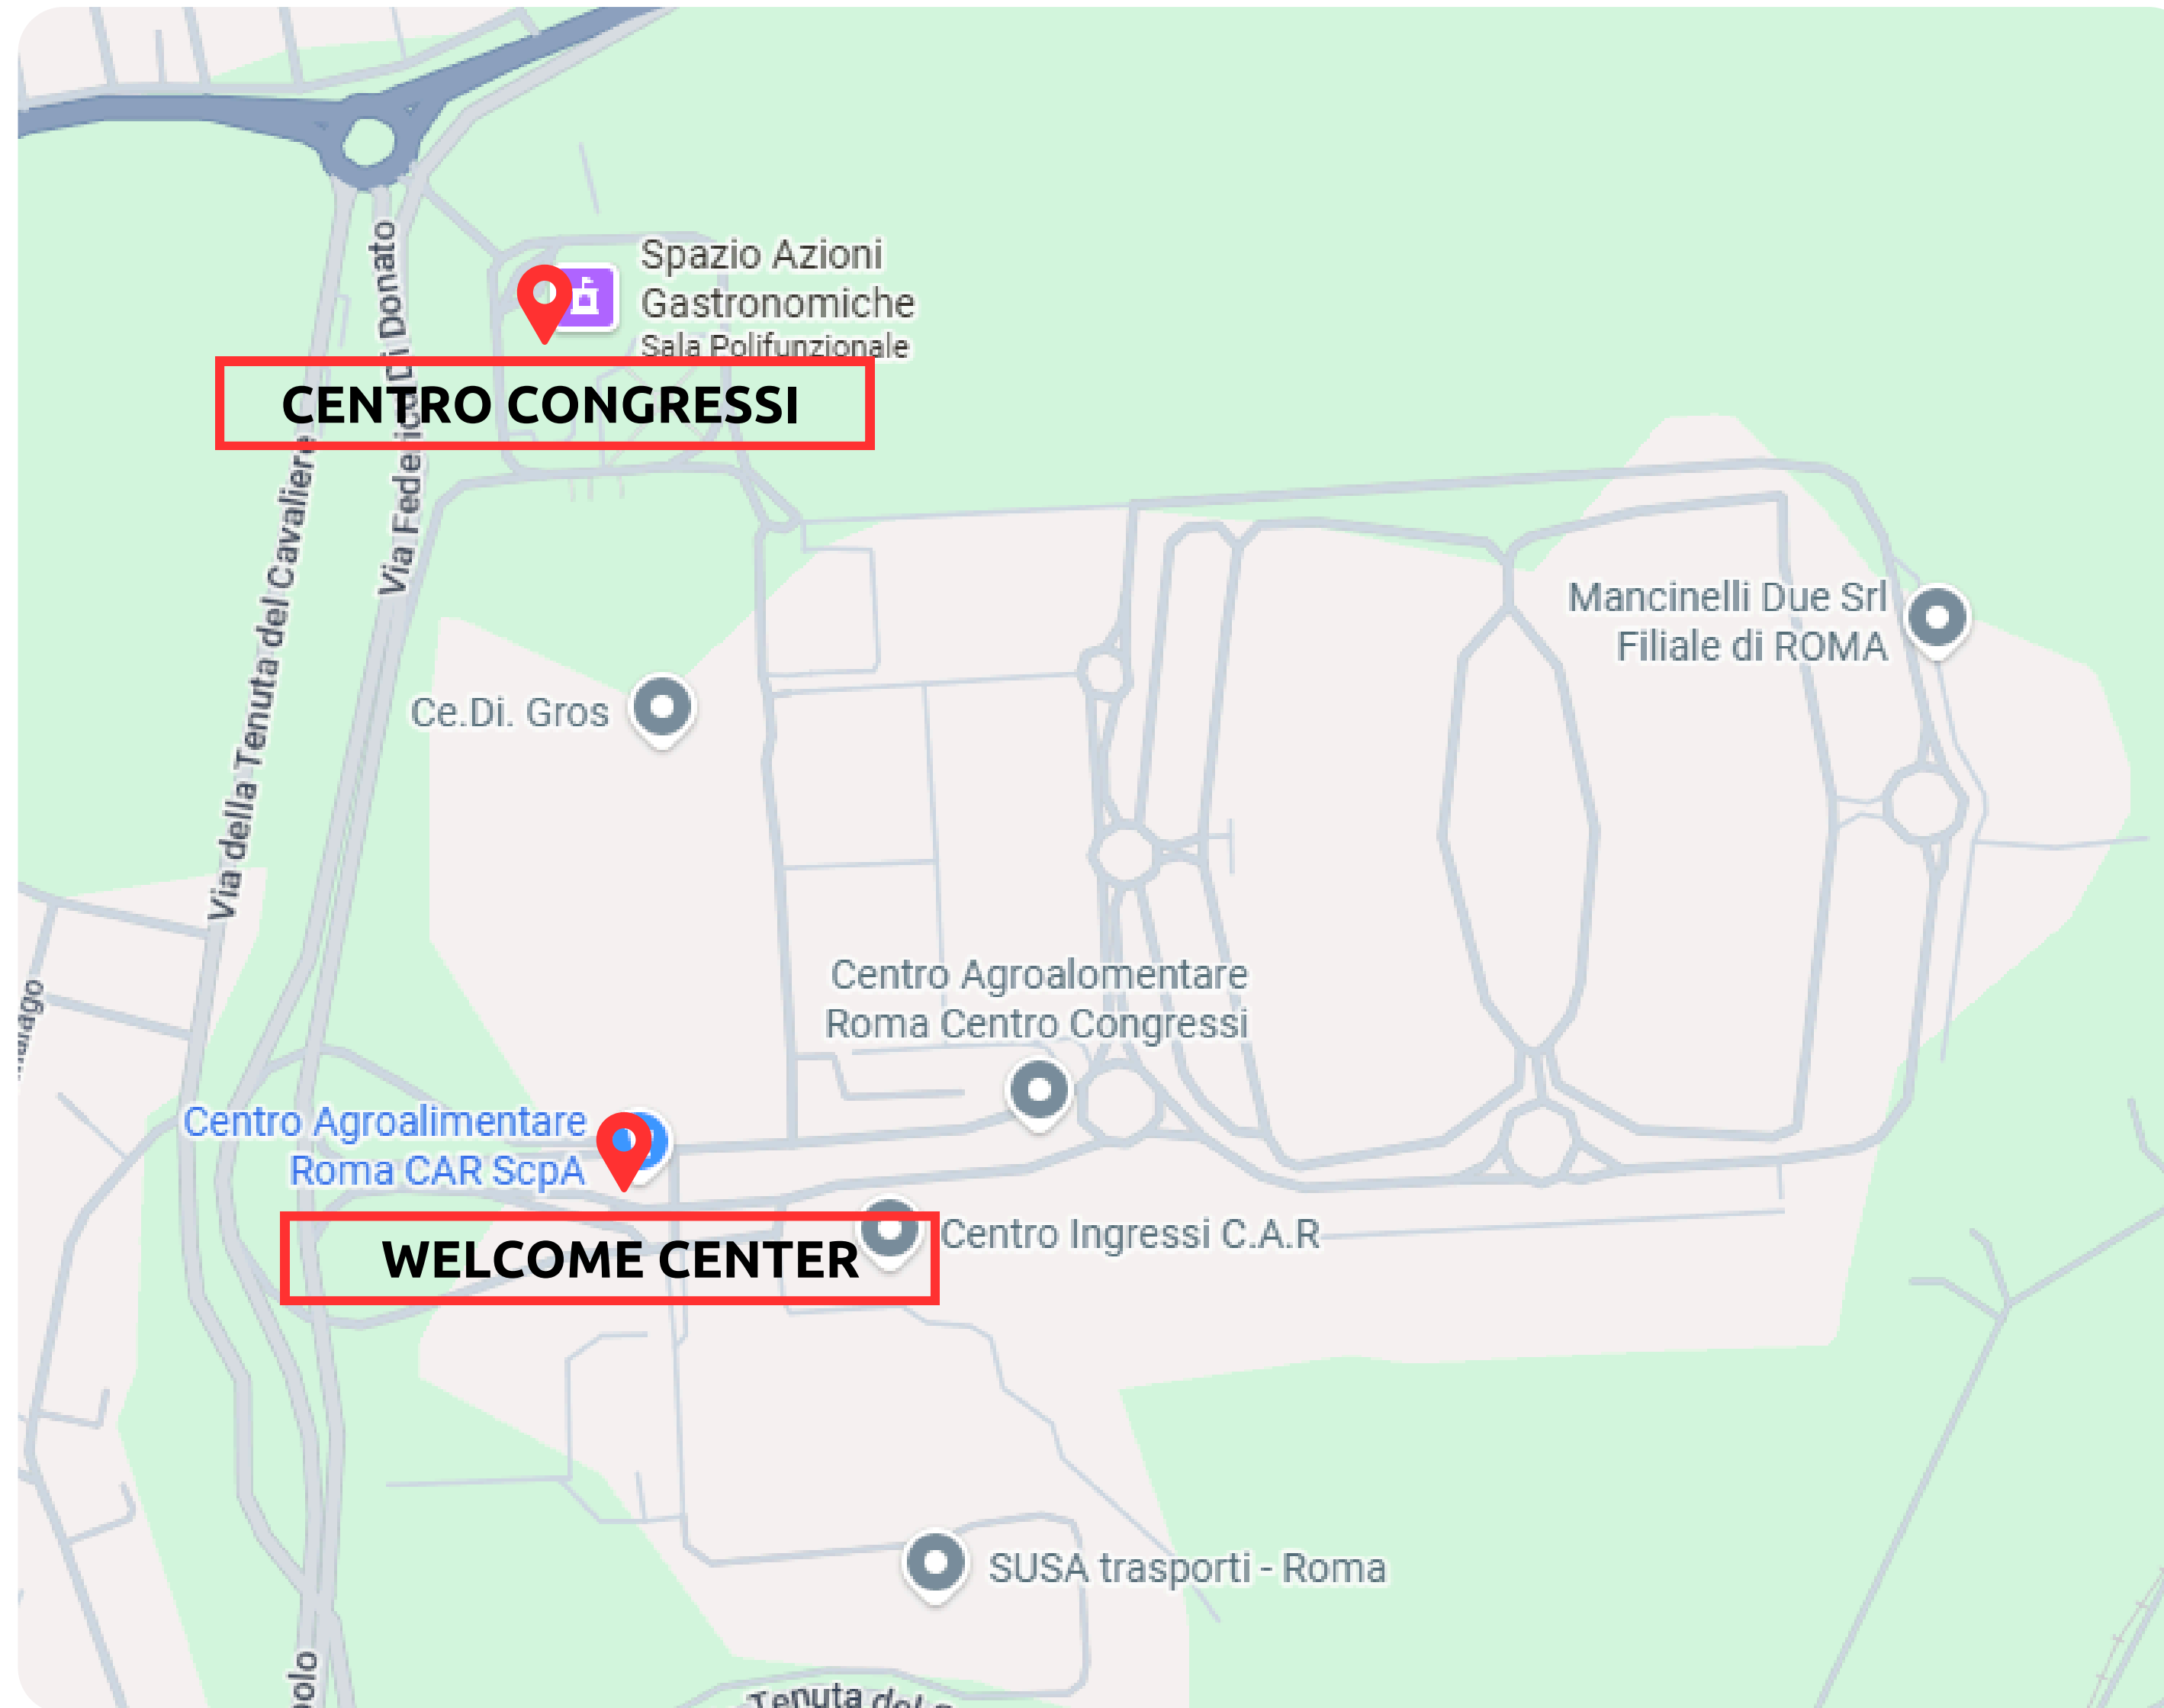 Spazio Azioni
Gastronomiche
Sala Polifunzionale
CENTRO CONGRESSI
Via Federico Di Donato
Via della Tenuta del Cavaliere
Mancinelli Due Srl
Filiale di ROMA
Ce.Di. Gros
Centro Agroalomentare
Roma Centro Congressi
Centro Agroalimentare
Roma CAR ScpA
Centro Ingressi C.A.R
WELCOME CENTER
SUSA trasporti - Roma
Tenuta del